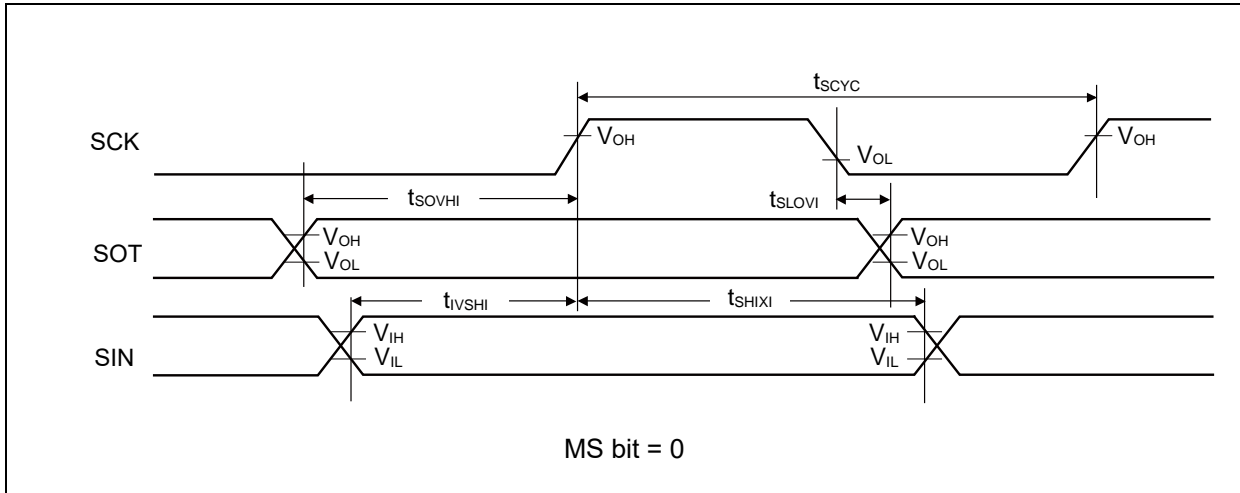 tSCYC
SCK
VOH
VOL
VOH
tSOVHI
tSLOVI
SOT
VOH
VOL
VOH
VOL
tIVSHI
tSHIXI
SIN
VIH
VIL
VIH
VIL
MS bit = 0